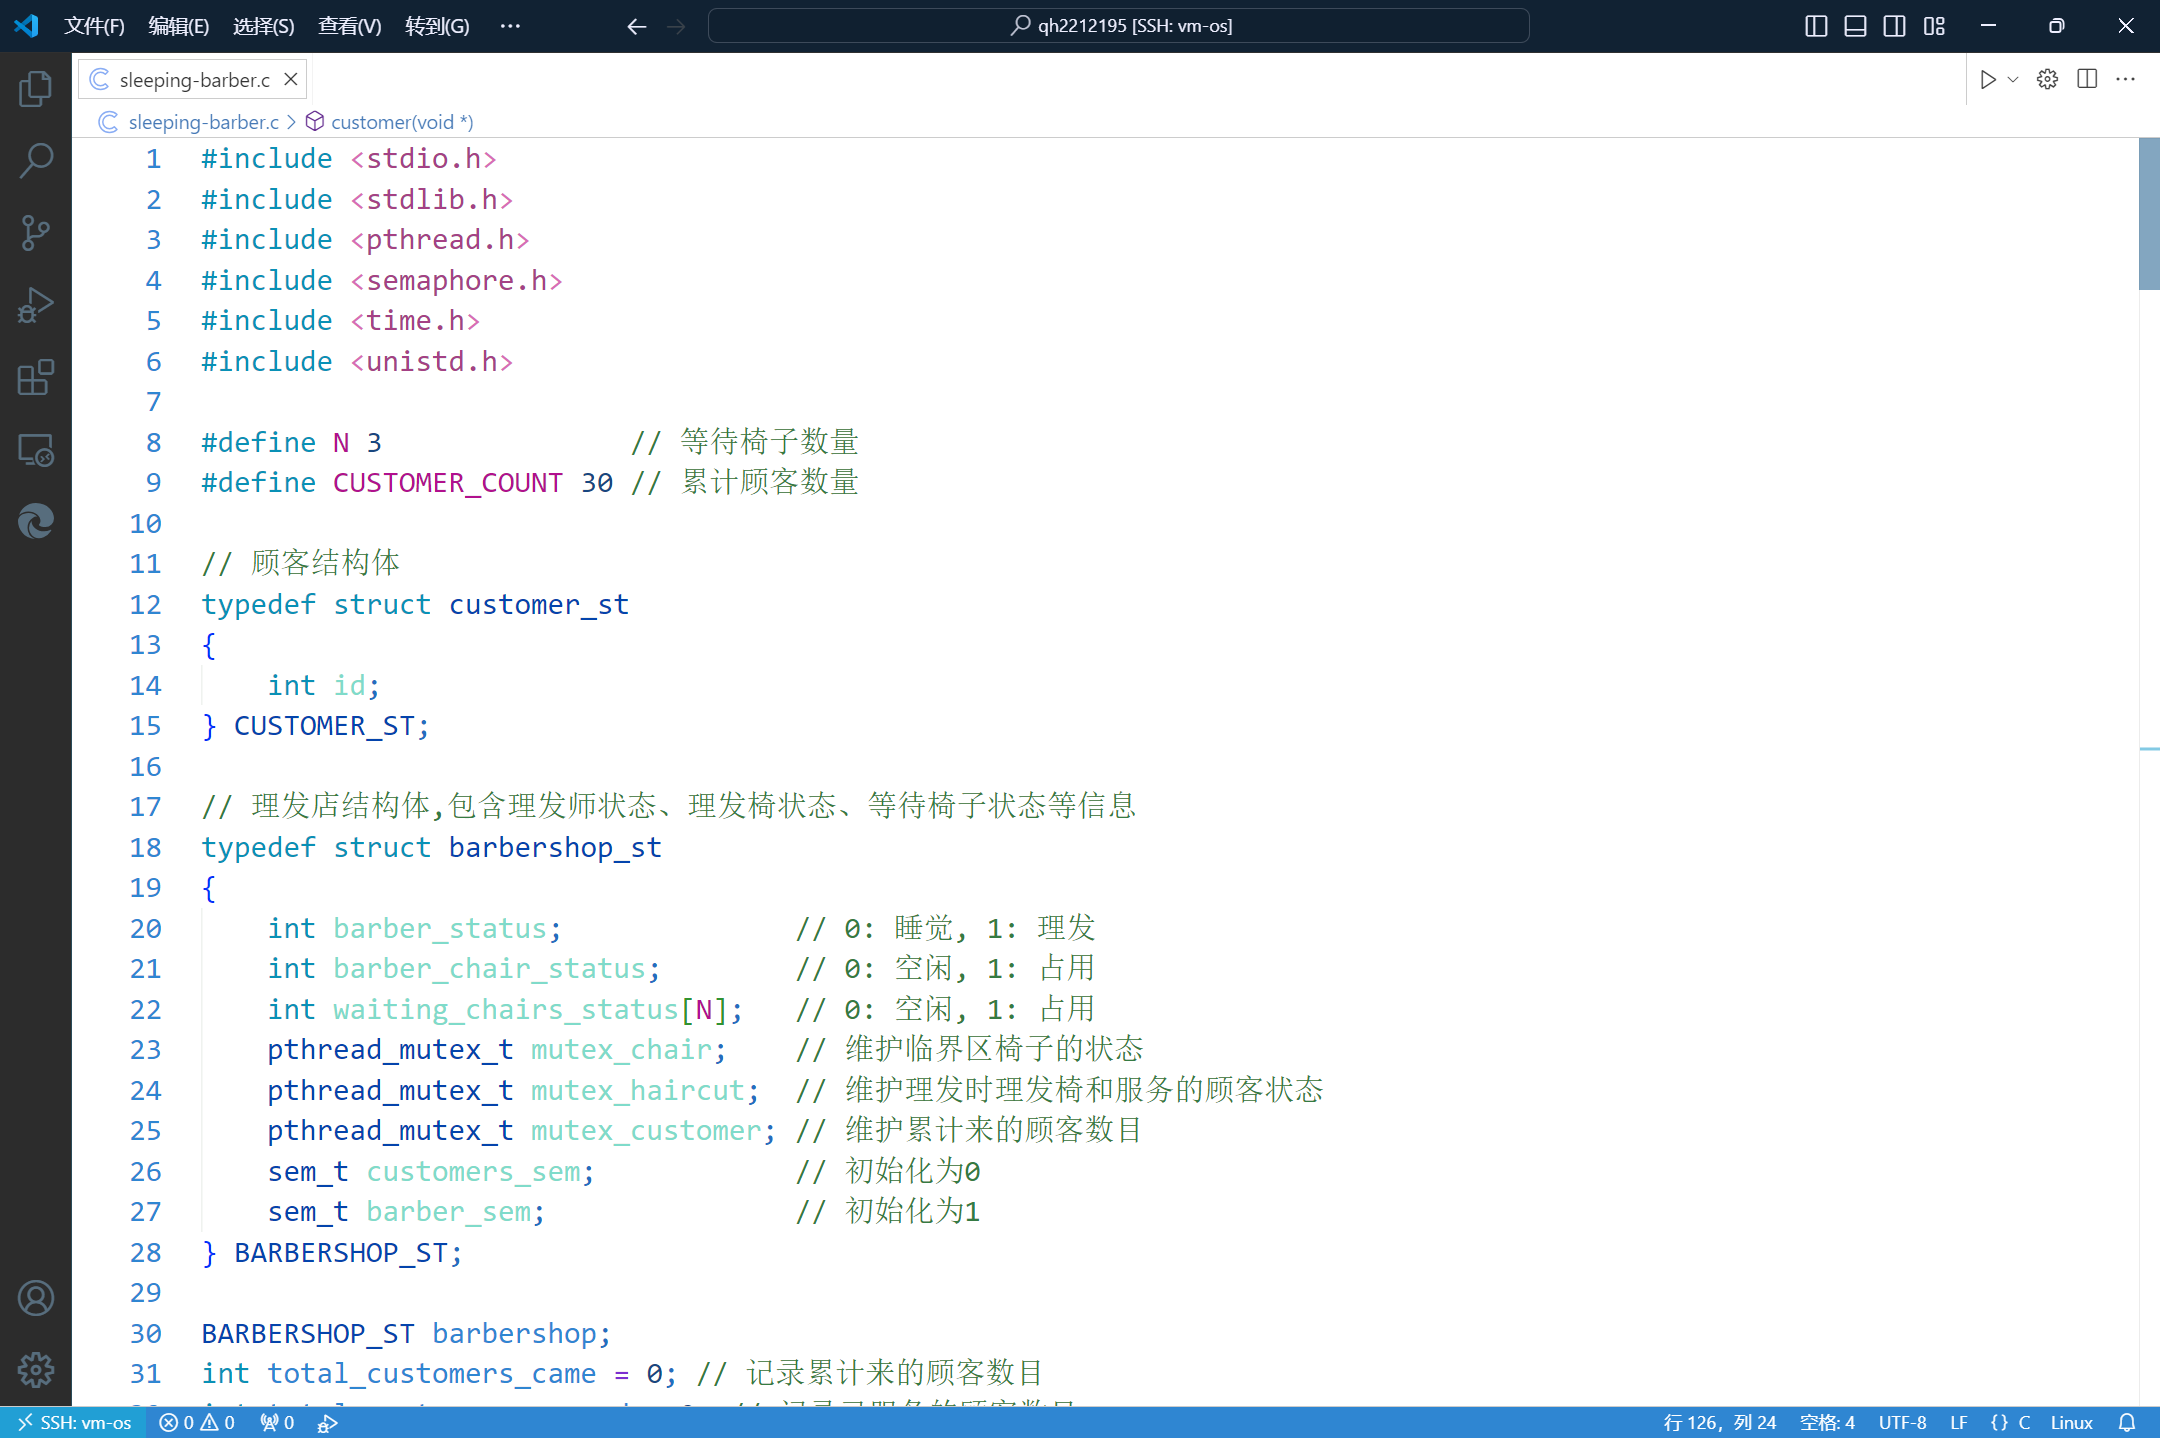 文件(F) 编辑(E) 选择(S) 查看(V) 转到(G) ··· qh2212195 [SSH: vm-os]
sleeping-barber.c
sleeping-barber.c > customer(void *)
1 #include <stdio.h>
2 #include <stdlib.h>
3 #include <pthread.h>
4 #include <semaphore.h>
5 #include <time.h>
6 #include <unistd.h>
7
8 #define N 3 // 等待椅子数量
9 #define CUSTOMER_COUNT 30 // 累计顾客数量
10
11 // 顾客结构体
12 typedef struct customer_st
13 {
14 int id;
15 } CUSTOMER_ST;
16
17 // 理发店结构体,包含理发师状态、理发椅状态、等待椅子状态等信息
18 typedef struct barbershop_st
19 {
20 int barber_status; // 0: 睡觉, 1: 理发
21 int barber_chair_status; // 0: 空闲, 1: 占用
22 int waiting_chairs_status[N]; // 0: 空闲, 1: 占用
23 pthread_mutex_t mutex_chair; // 维护临界区椅子的状态
24 pthread_mutex_t mutex_haircut; // 维护理发时理发椅和服务的顾客状态
25 pthread_mutex_t mutex_customer; // 维护累计来的顾客数目
26 sem_t customers_sem; // 初始化为0
27 sem_t barber_sem; // 初始化为1
28 } BARBERSHOP_ST;
29
30 BARBERSHOP_ST barbershop;
31 int total_customers_came = 0; // 记录累计来的顾客数目
SSH: vm-os 0 0 0 行 126，列 24 空格: 4 UTF-8 LF {} C Linux